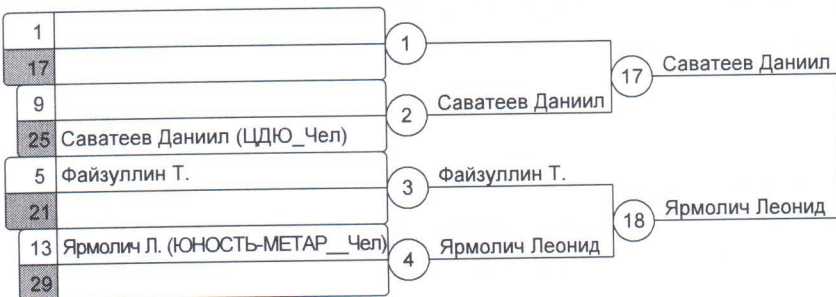 1
17
1
17 Саватеев Даниил
9
2 Саватеев Даниил
25 Саватеев Даниил (ЦДЮ_Чел)
5 Файзуллин Т.
3 Файзуллин Т.
21
18 Ярмолич Леонид
13 Ярмолич Л. (ЮНОСТЬ-МЕТАР__Чел)
4 Ярмолич Леонид
29